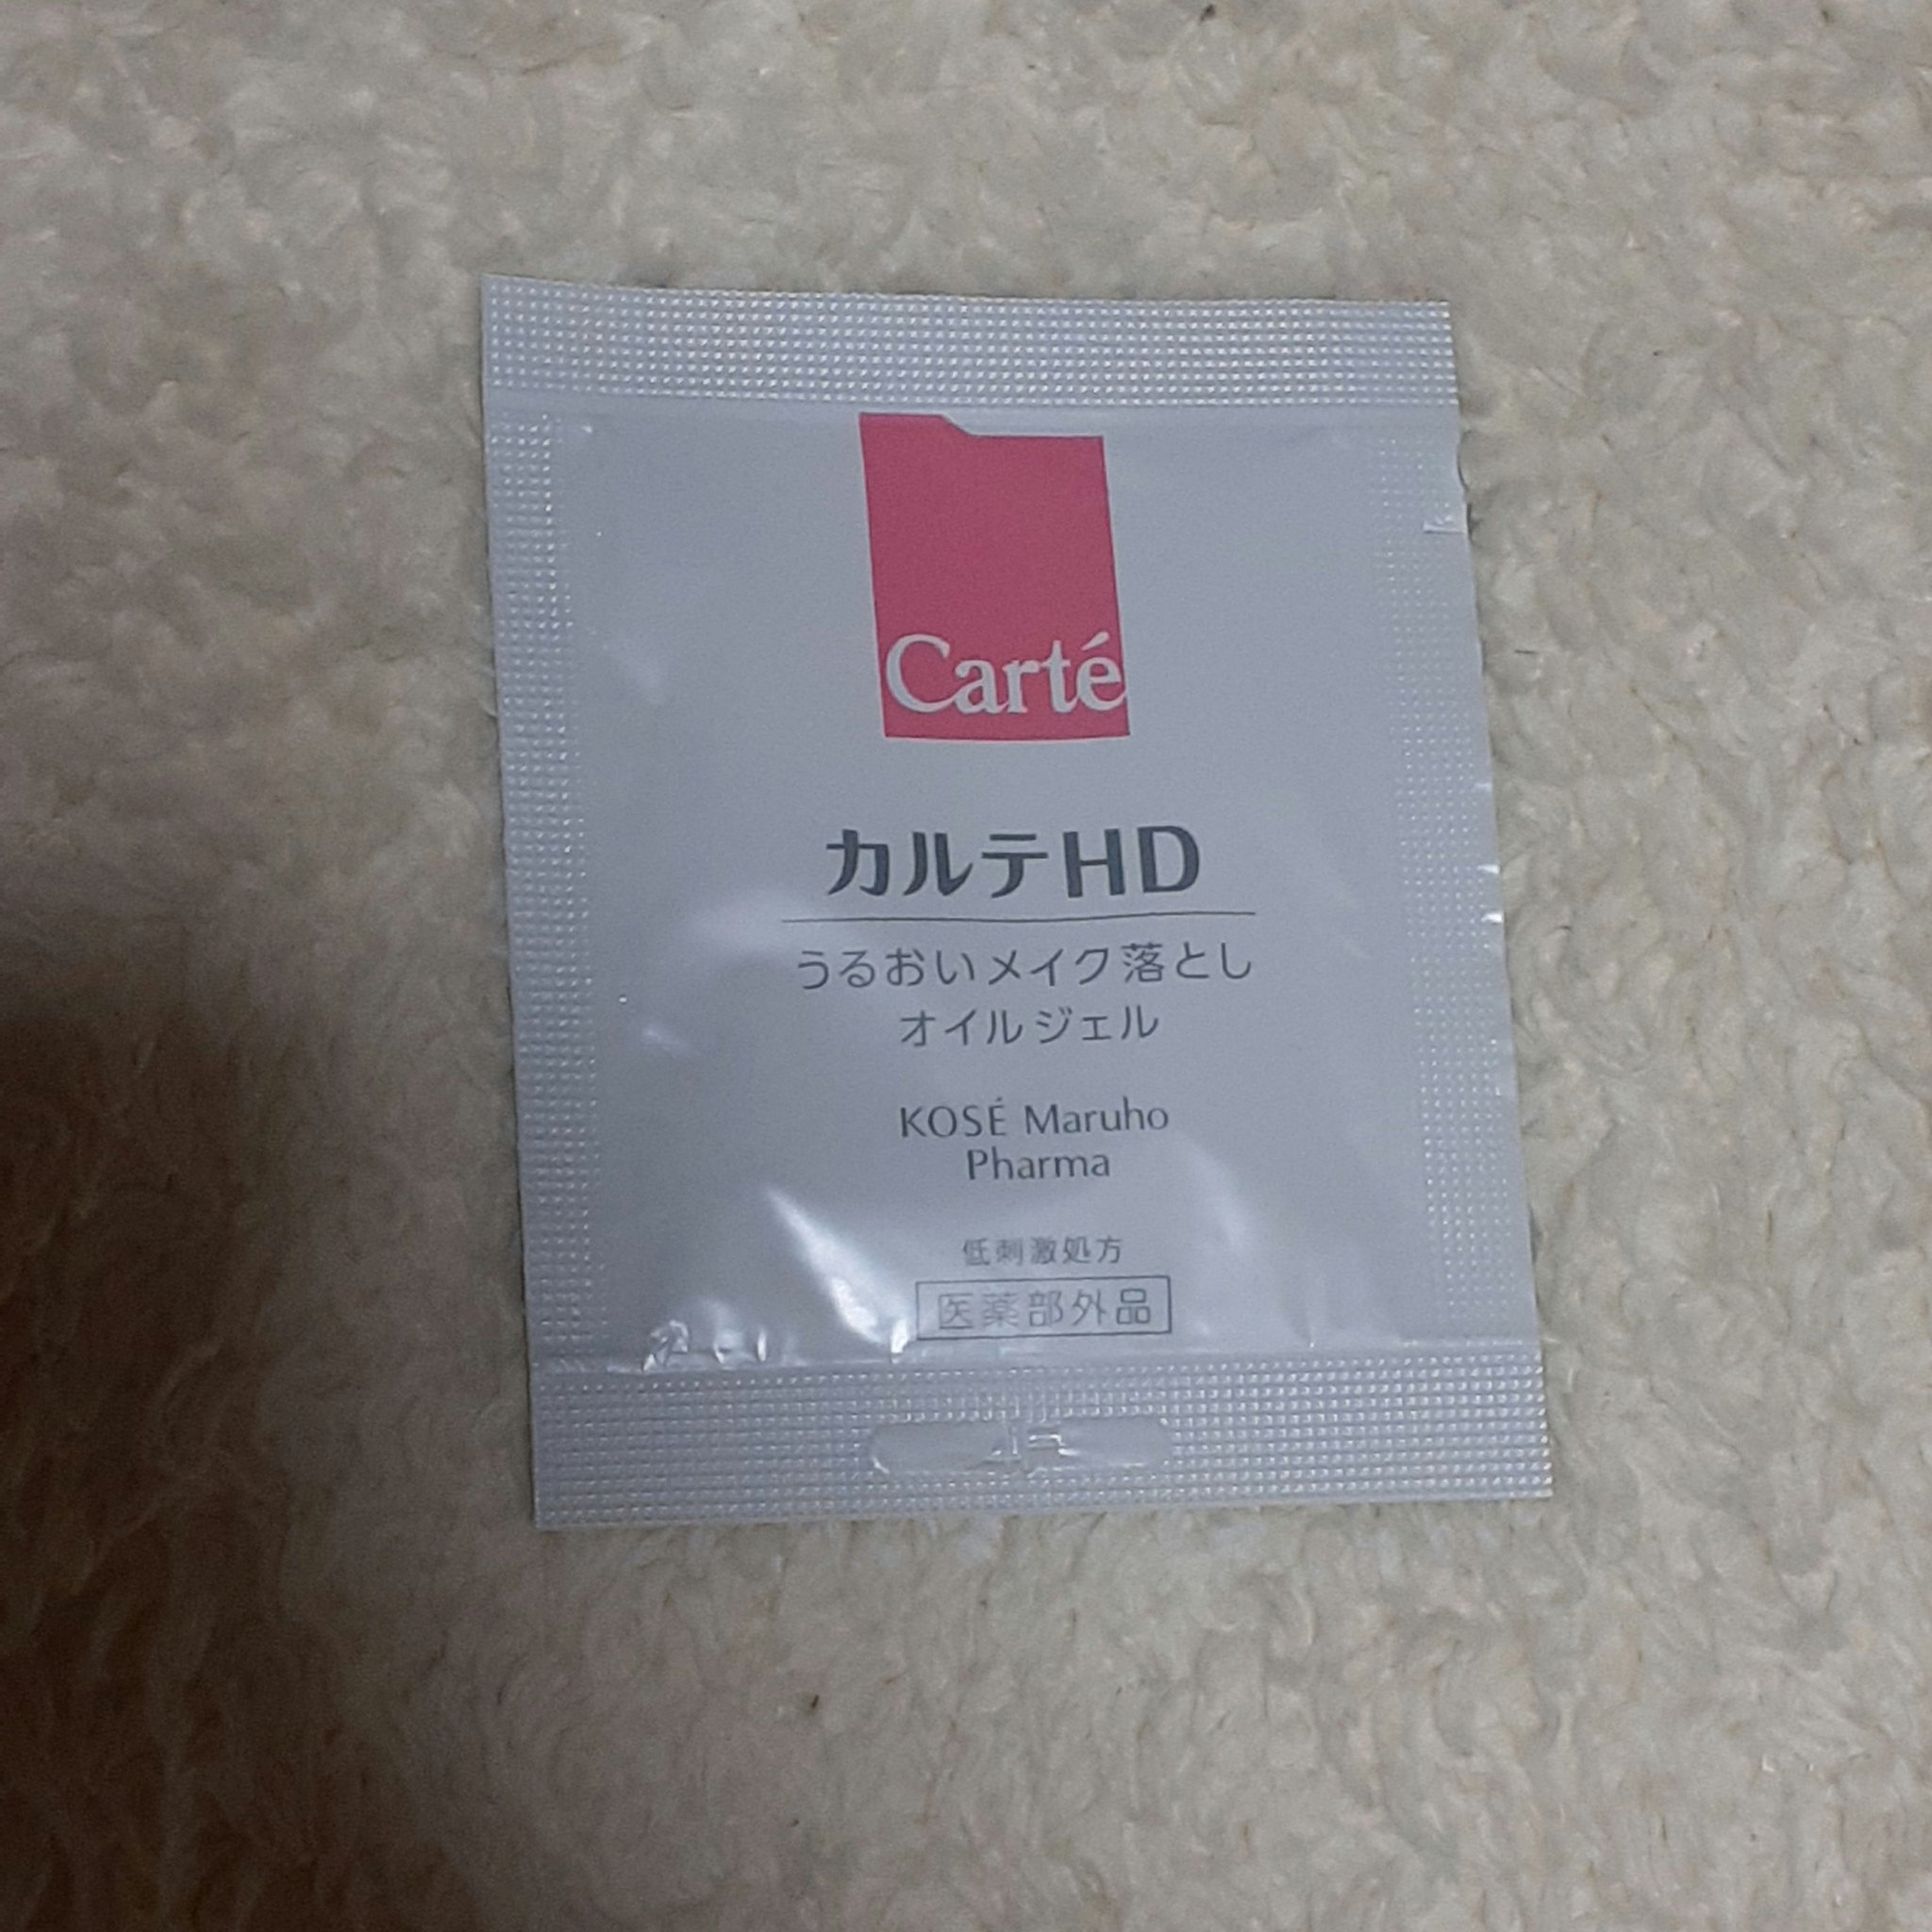 Carté
カルテHD
うるおいメイク落とし
オイルジェル
KOSÉ Maruho
Pharma
低刺激処方
医薬部外品